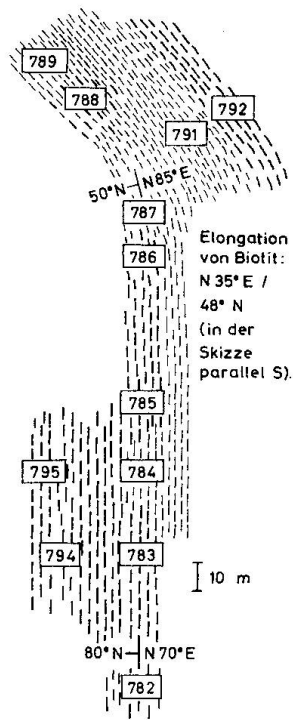 789
788
792
791
50°N N85°E
787
786
Elongation
von Biotit:
N 35°E /
48° N
(in der
Skizze
parallel S).
785
795
784
794
783
10 m
80°N N70°E
782